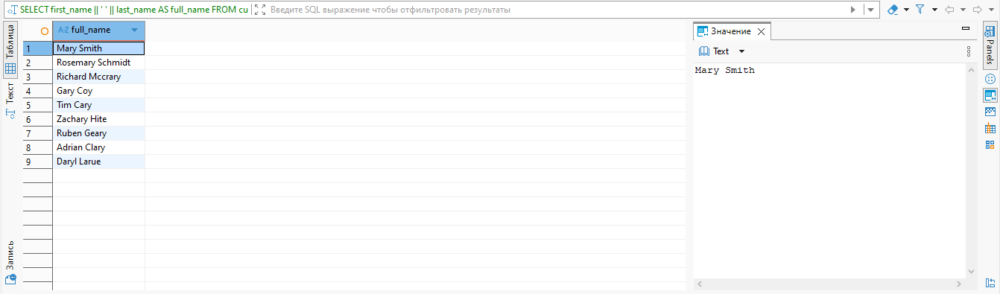 SELECT first_name || ' ' || last_name AS full_name FROM cu
Введите SQL выражение чтобы отфильтровать результаты
Таблица
Текст
Запись
A-Z full_name
1 Mary Smith
2 Rosemary Schmidt
3 Richard Mccrary
4 Gary Coy
5 Tim Cary
6 Zachary Hite
7 Ruben Geary
8 Adrian Clary
9 Daryl Larue
Значение
Text
Mary Smith
Panels